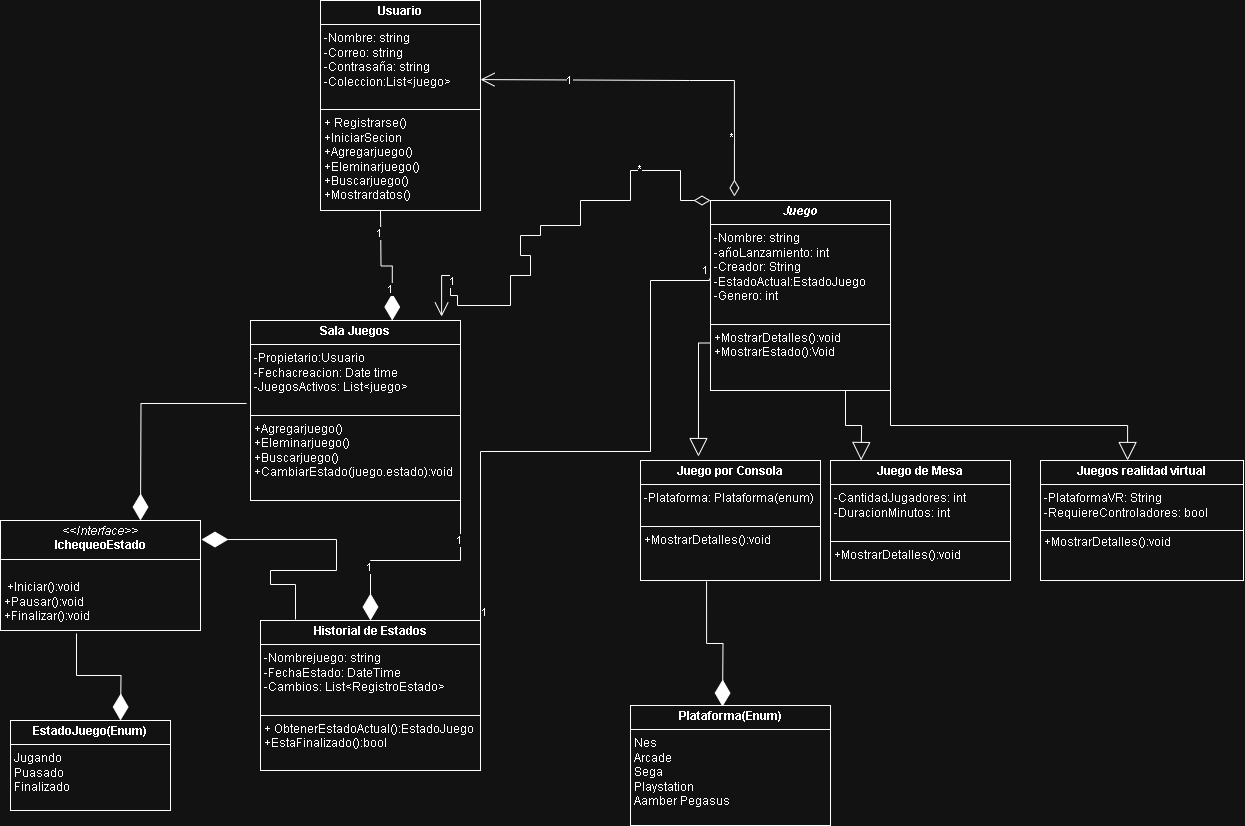 Usuario
-Nombre: string
-Correo: string
-Contrasaña: string
-Coleccion:List<juego>
+ Registrarse()
+IniciarSecion
+Agregarjuego()
+Eleminarjuego()
+Buscarjuego()
+Mostrardatos()
1
*
*
1
1
1
1
Juego
-Nombre: string
-añoLanzamiento: int
-Creador: String
-EstadoActual:EstadoJuego
-Genero: int
+MostrarDetalles():void
+MostrarEstado():Void
Sala Juegos
-Propietario:Usuario
-Fechacreacion: Date time
-JuegosActivos: List<juego>
+Agregarjuego()
+Eleminarjuego()
+Buscarjuego()
+CambiarEstado(juego.estado):void
Juego por Consola
-Plataforma: Plataforma(enum)
+MostrarDetalles():void
Juego de Mesa
-CantidadJugadores: int
-DuracionMinutos: int
+MostrarDetalles():void
Juegos realidad virtual
-PlataformaVR: String
-RequiereControladores: bool
+MostrarDetalles():void
<<Interface>>
IchequeoEstado
+Iniciar():void
+Pausar():void
+Finalizar():void
1
1
1
Historial de Estados
-Nombrejuego: string
-FechaEstado: DateTime
-Cambios: List<RegistroEstado>
+ ObtenerEstadoActual():EstadoJuego
+EstaFinalizado():bool
EstadoJuego(Enum)
Jugando
Puasado
Finalizado
Plataforma(Enum)
Nes
Arcade
Sega
Playstation
Aamber Pegasus